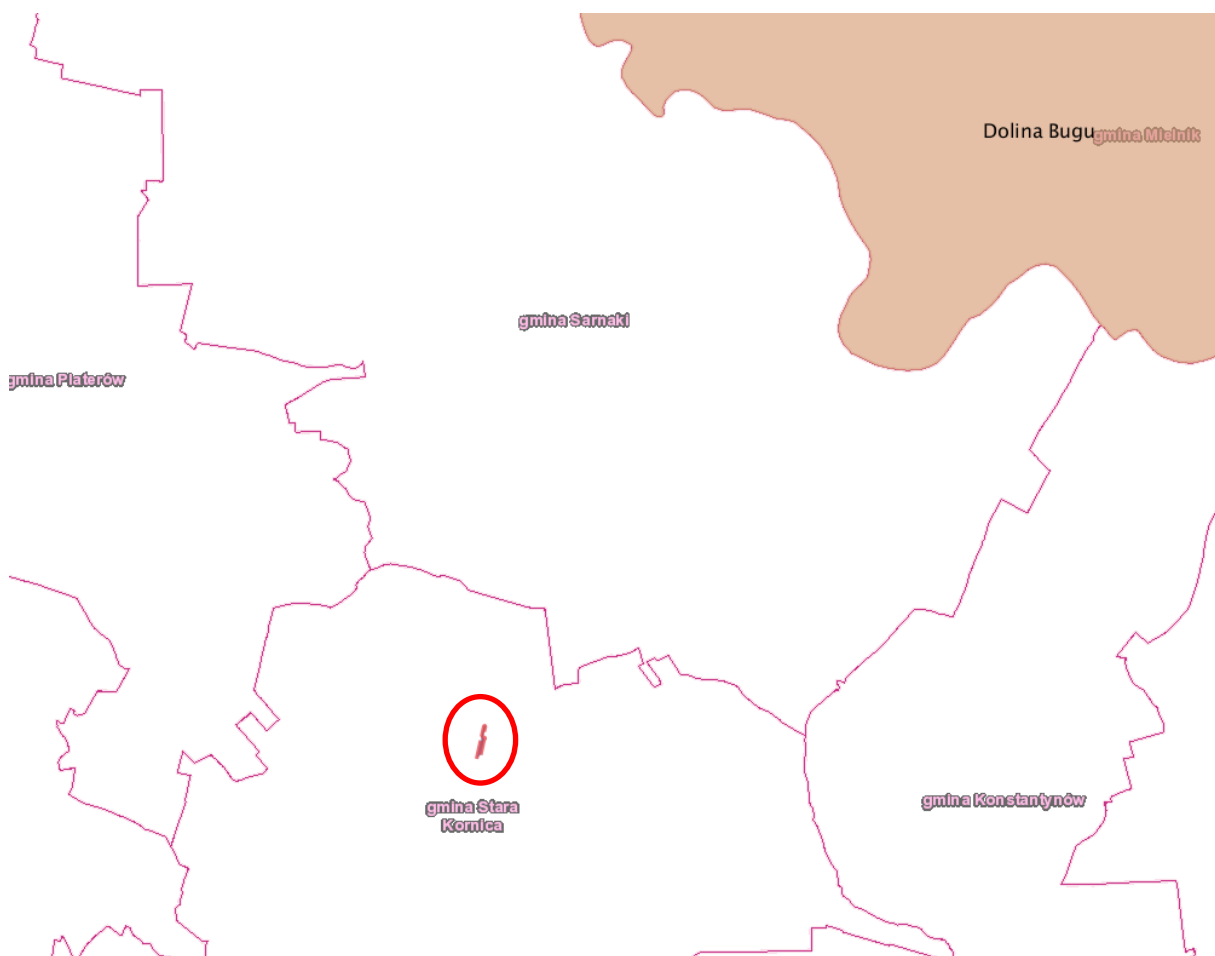 Dolina Bugu
gmina Mielnik
gmina Sarnaki
gmina Platerów
gmina Stara
Kornica
gmina Konstantynów